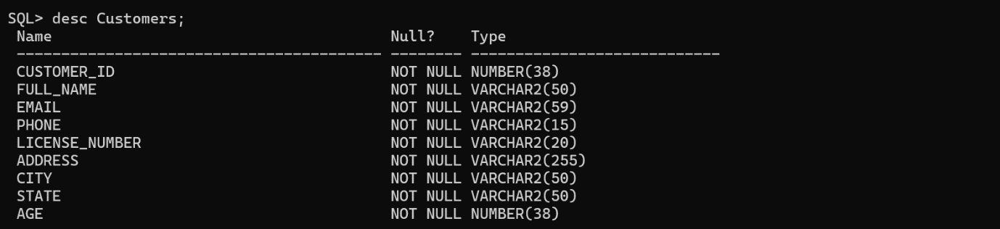 SQL> desc Customers;
Name Null? Type
----------------------------------------- -------- ----------------------------
CUSTOMER_ID NOT NULL NUMBER(38)
FULL_NAME NOT NULL VARCHAR2(50)
EMAIL NOT NULL VARCHAR2(59)
PHONE NOT NULL VARCHAR2(15)
LICENSE_NUMBER NOT NULL VARCHAR2(20)
ADDRESS NOT NULL VARCHAR2(255)
CITY NOT NULL VARCHAR2(50)
STATE NOT NULL VARCHAR2(50)
AGE NOT NULL NUMBER(38)